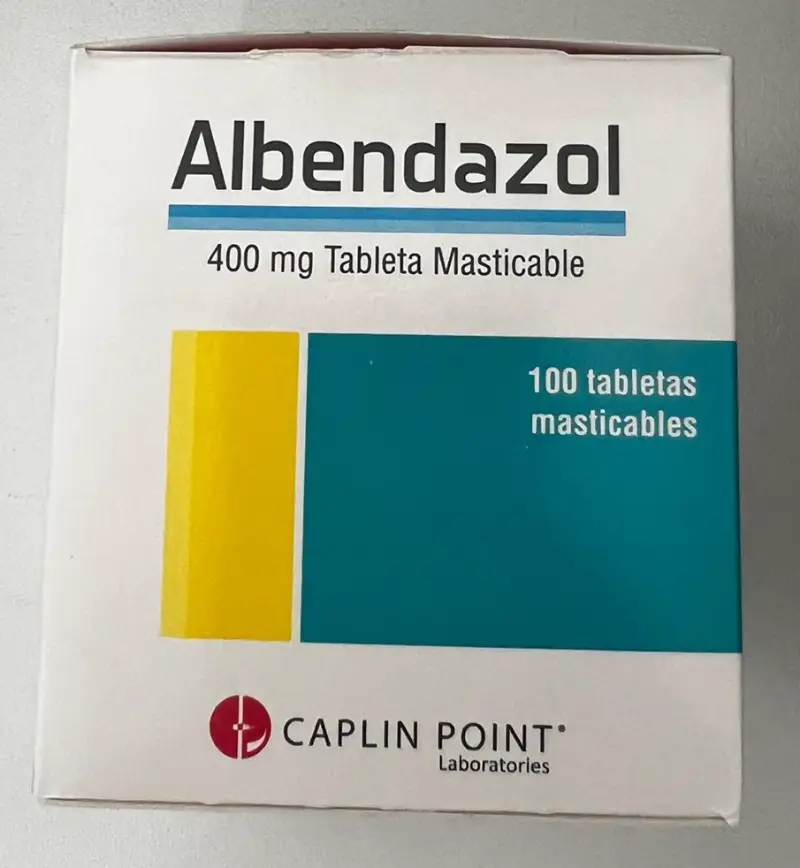 Albendazol
400 mg Tableta Masticable
100 tabletas
masticables
CAPLIN POINT®
Laboratories